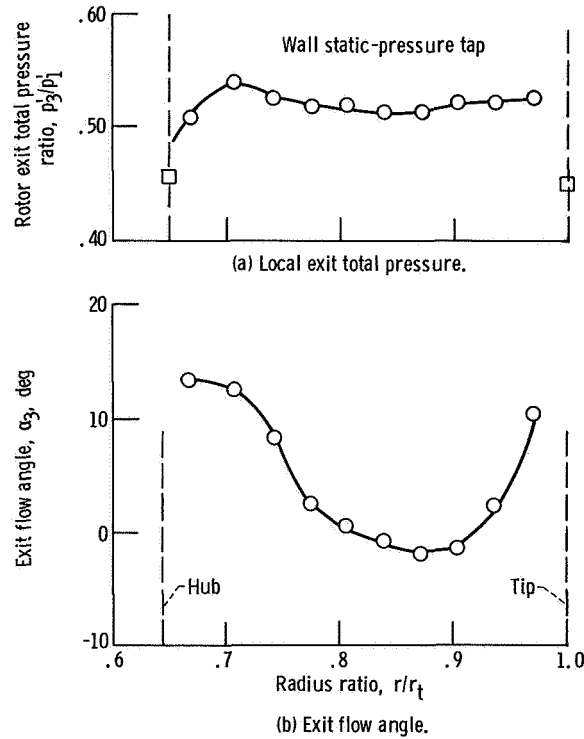 .60
.50
.40
Rotor exit total pressure
ratio, p'3/p'1
Wall static-pressure tap
(a) Local exit total pressure.
20
10
0
-10
Exit flow angle, α3, deg
Hub
Tip
.6
.7
.8
.9
1.0
Radius ratio, r/rt
(b) Exit flow angle.